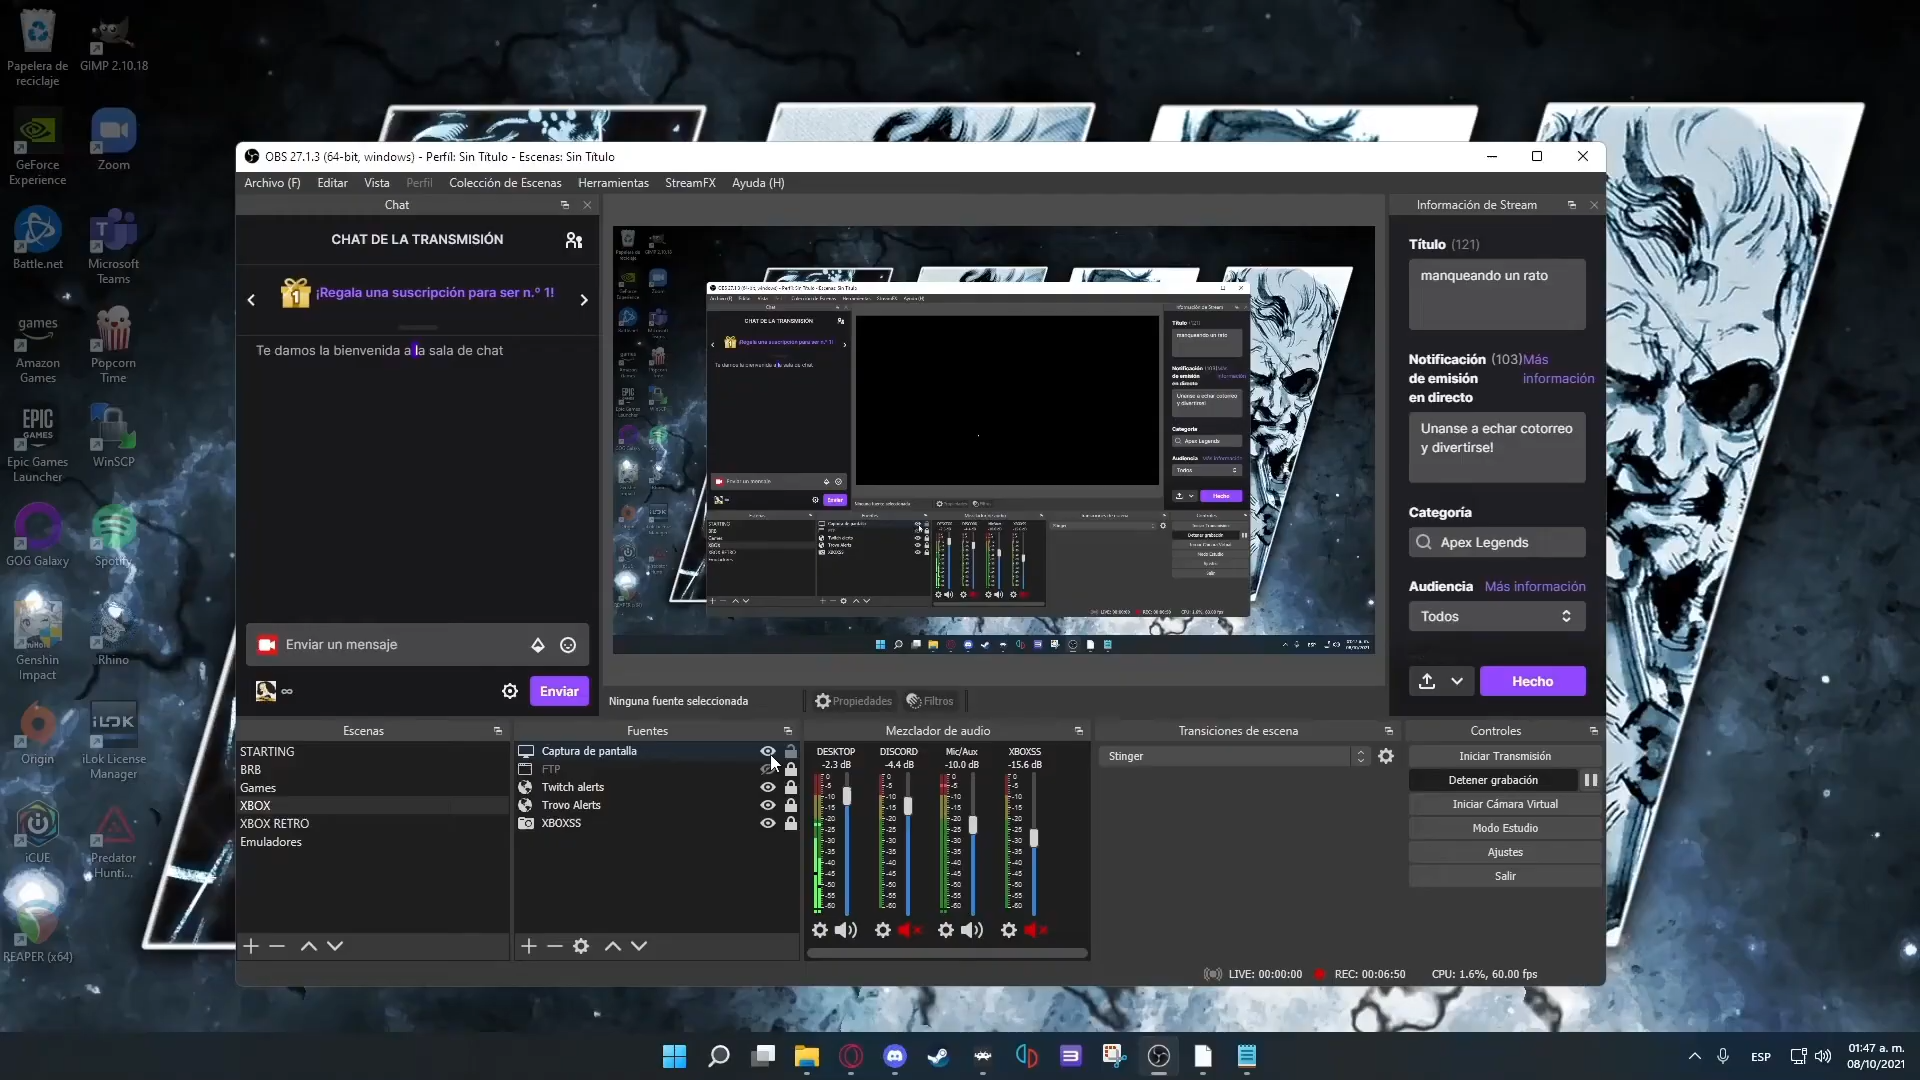 Papelera de
reciclaje
GIMP 2.10.18
GeForce
Experience
Zoom
Battle.net
Microsoft
Teams
Amazon
Games
Popcorn
Time
Epic Games
Launcher
WinSCP
GOG Galaxy
Spotify
Genshin
Impact
Rhino
Origin
iLok License
Manager
iCUE
Predator
Hunti...
REAPER (x64)
OBS 27.1.3 (64-bit, windows) - Perfil: Sin Título - Escenas: Sin Título
Archivo (F) Editar Vista Perfil Colección de Escenas Herramientas StreamFX Ayuda (H)
Chat
CHAT DE LA TRANSMISIÓN
¡Regala una suscripción para ser n.º 1!
Te damos la bienvenida a la sala de chat
Enviar un mensaje
Enviar
Información de Stream
Título (121)
manqueando un rato
Notificación (103) Más
de emisión información
en directo
Unanse a echar cotorreo
y divertirse!
Categoría
Apex Legends
Audiencia Más información
Todos
Hecho
Ninguna fuente seleccionada Propiedades Filtros
Escenas
STARTING
BRB
Games
XBOX
XBOX RETRO
Emuladores
Fuentes
Captura de pantalla
FTP
Twitch alerts
Trovo Alerts
XBOXSS
Mezclador de audio
DESKTOP DISCORD Mic/Aux XBOXSS
-2.3 dB -4.4 dB -10.0 dB -15.6 dB
Transiciones de escena
Stinger
Controles
Iniciar Transmisión
Detener grabación
Iniciar Cámara Virtual
Modo Estudio
Ajustes
Salir
LIVE: 00:00:00 REC: 00:06:50 CPU: 1.6%, 60.00 fps
ESP
01:47 a. m.
08/10/2021